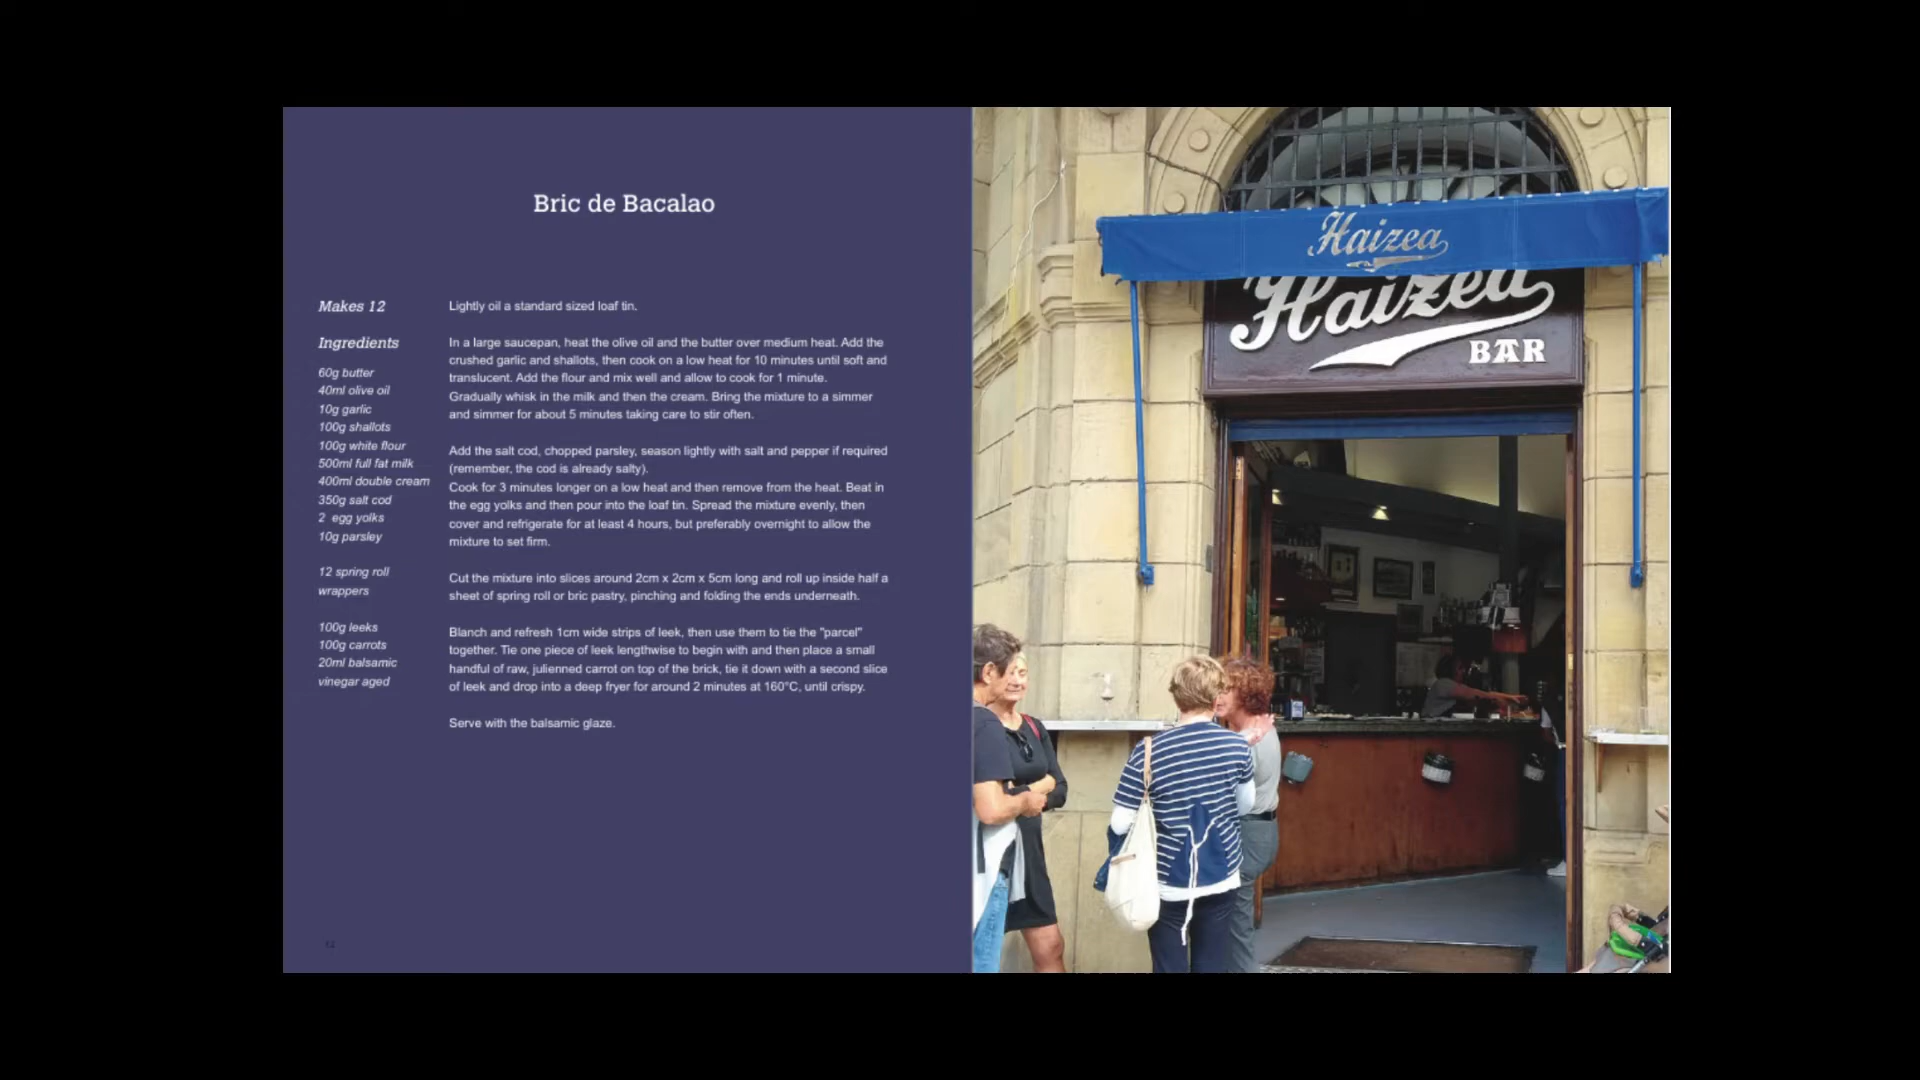 Bric de Bacalao
Makes 12
Ingredients
60g butter
40ml olive oil
10g garlic
100g shallots
100g white flour
500ml full fat milk
400ml double cream
350g salt cod
2 egg yolks
10g parsley
12 spring roll
wrappers
100g leeks
100g carrots
20ml balsamic
vinegar aged
Lightly oil a standard sized loaf tin.
In a large saucepan, heat the olive oil and the butter over medium heat. Add the
crushed garlic and shallots, then cook on a low heat for 10 minutes until soft and
translucent. Add the flour and mix well and allow to cook for 1 minute.
Gradually whisk in the milk and then the cream. Bring the mixture to a simmer
and simmer for about 5 minutes taking care to stir often.
Add the salt cod, chopped parsley, season lightly with salt and pepper if required
(remember, the cod is already salty).
Cook for 3 minutes longer on a low heat and then remove from the heat. Beat in
the egg yolks and then pour into the loaf tin. Spread the mixture evenly, then
cover and refrigerate for at least 4 hours, but preferably overnight to allow the
mixture to set firm.
Cut the mixture into slices around 2cm x 2cm x 5cm long and roll up inside half a
sheet of spring roll or bric pastry, pinching and folding the ends underneath.
Blanch and refresh 1cm wide strips of leek, then use them to tie the "parcel"
together. Tie one piece of leek lengthwise to begin with and then place a small
handful of raw, julienned carrot on top of the brick, tie it down with a second slice
of leek and drop into a deep fryer for around 2 minutes at 160°C, until crispy.
Serve with the balsamic glaze.
12
Haizea
Haizea
BAR